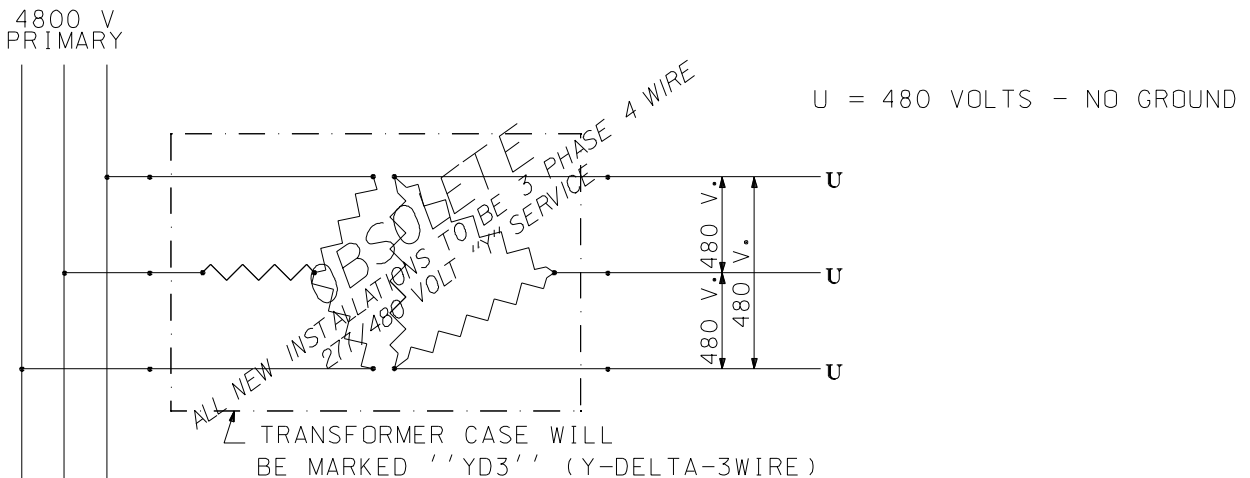 4800 V
PRIMARY
U = 480 VOLTS - NO GROUND
OBSOLETE
ALL NEW INSTALLATIONS TO BE 3 PHASE 4 WIRE
277/480 VOLT "Y" SERVICE
U
480 V.
480 V.
U
480 V.
U
TRANSFORMER CASE WILL
BE MARKED ''YD3'' (Y-DELTA-3WIRE)